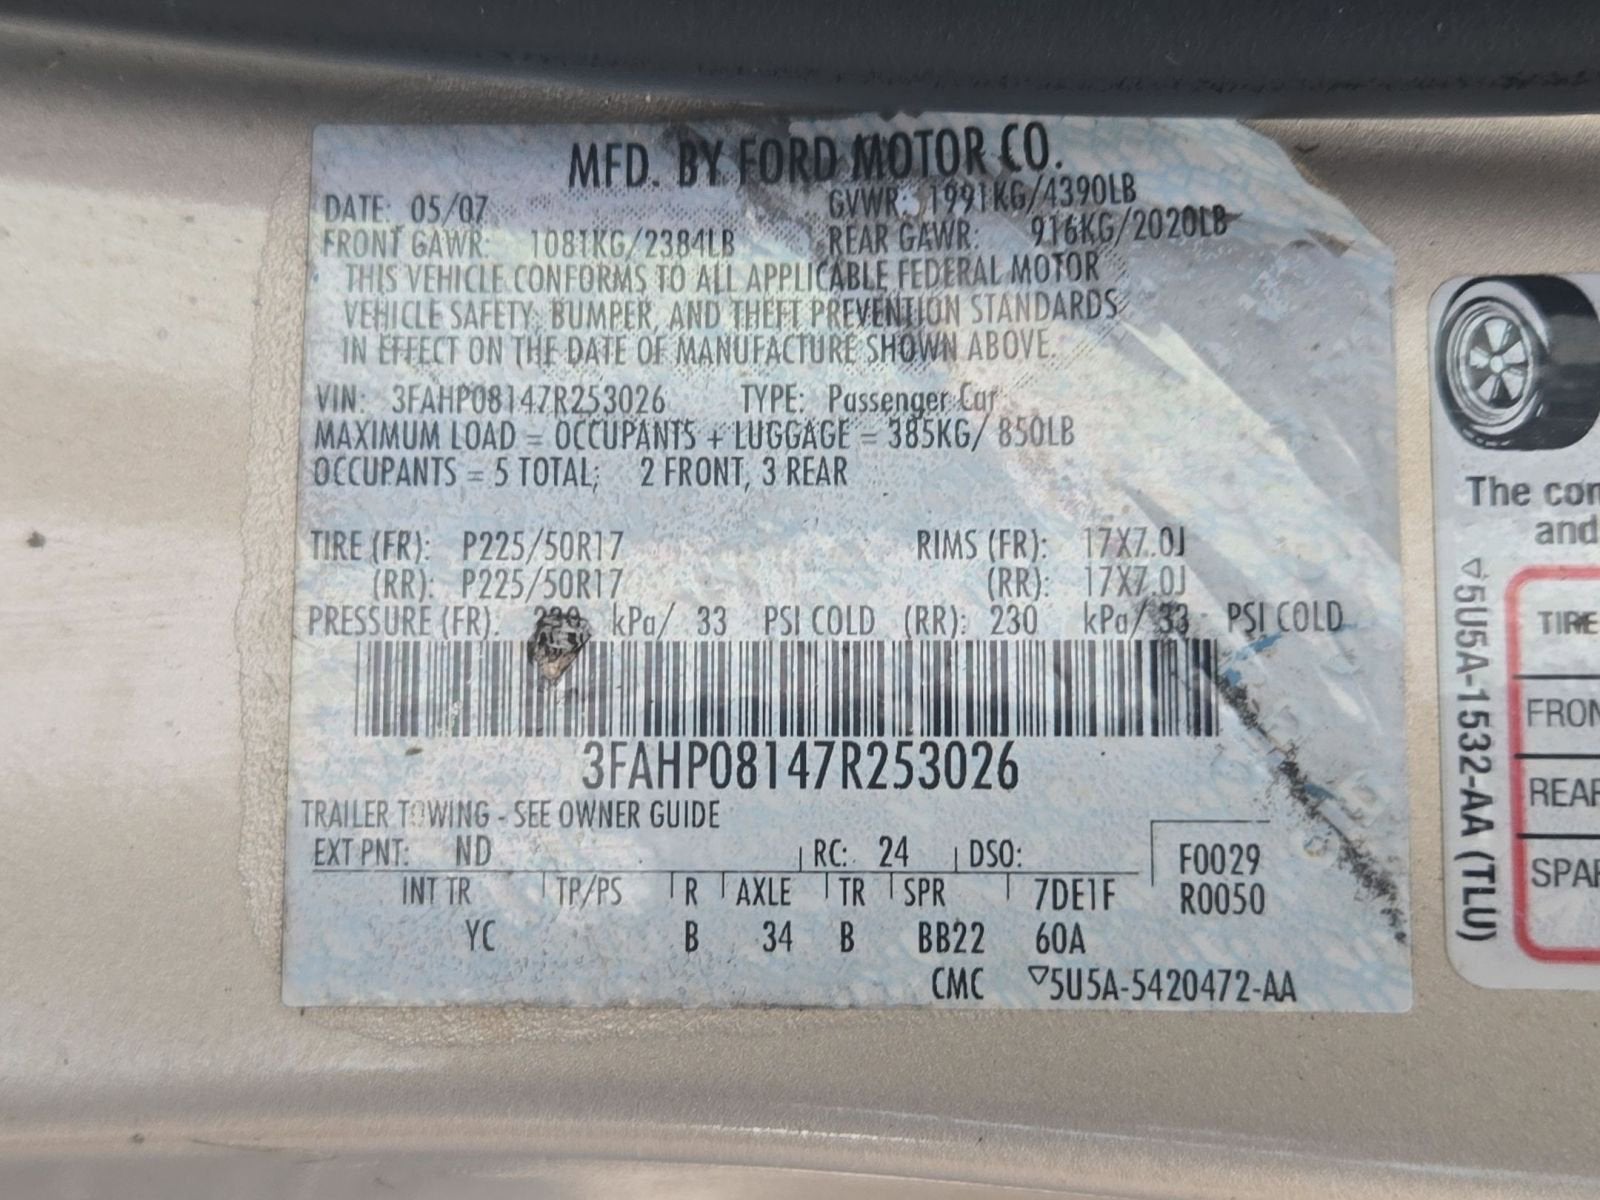 MFD. BY FORD MOTOR CO.
DATE: 05/07 GVWR: 1991KG/4390LB
FRONT GAWR: 1081KG/2384LB REAR GAWR: 916KG/2020LB
THIS VEHICLE CONFORMS TO ALL APPLICABLE FEDERAL MOTOR
VEHICLE SAFETY, BUMPER, AND THEFT PREVENTION STANDARDS
IN EFFECT ON THE DATE OF MANUFACTURE SHOWN ABOVE.
VIN: 3FAHP08147R253026 TYPE: Passenger Car
MAXIMUM LOAD = OCCUPANTS + LUGGAGE = 385KG/ 850LB
OCCUPANTS = 5 TOTAL; 2 FRONT, 3 REAR
TIRE (FR): P225/50R17 RIMS (FR): 17X7.0J
(RR): P225/50R17 (RR): 17X7.0J
PRESSURE (FR): kPa/ 33 PSI COLD (RR): 230 kPa/ 33 PSI COLD
3FAHP08147R253026
TRAILER TOWING - SEE OWNER GUIDE
EXT PNT: ND RC: 24 DSO: F0029
INT TR TP/PS R AXLE TR SPR 7DE1F R0050
YC B 34 B BB22 60A
CMC ▽5U5A-5420472-AA
The con
and
▽5U5A-1532-AA (TLU)
TIRE
FRON
REAR
SPAR